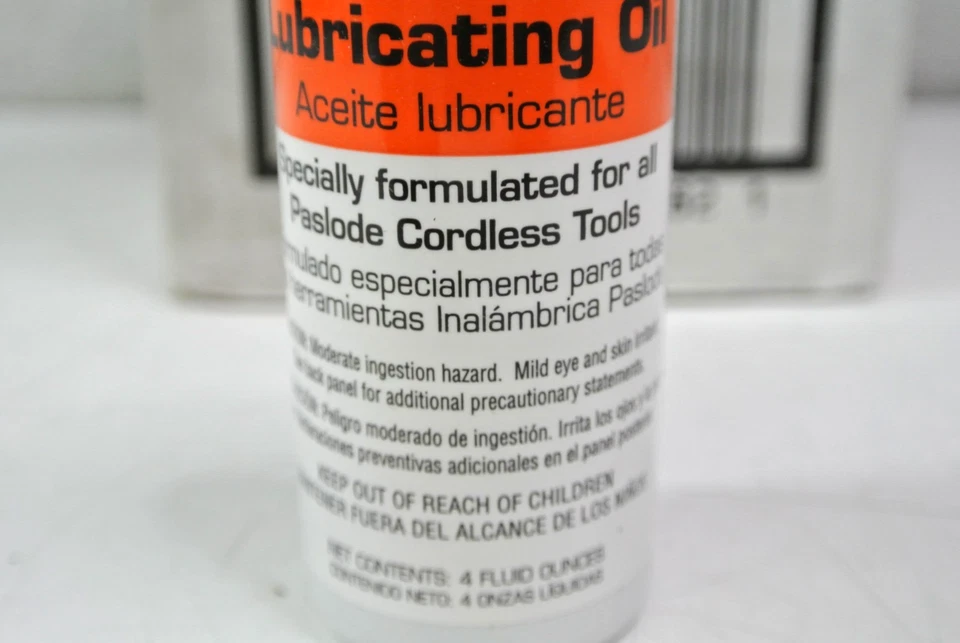 Lubricating Oil
Aceite lubricante
Specially formulated for all
Paslode Cordless Tools
especialmente para todas
Inalámbrica Paslode
Moderate ingestion hazard. Mild eye and skin
back panel for additional precautionary statements.
Peligro moderado de ingestión. Irrita los ojos
preventivas adicionales en el panel
KEEP OUT OF REACH OF CHILDREN
FUERA DEL ALCANCE DE LOS NIÑOS
NET CONTENTS: 4 FLUID OUNCES
CONTENIDO NETO: 4 ONZAS LÍQUIDAS